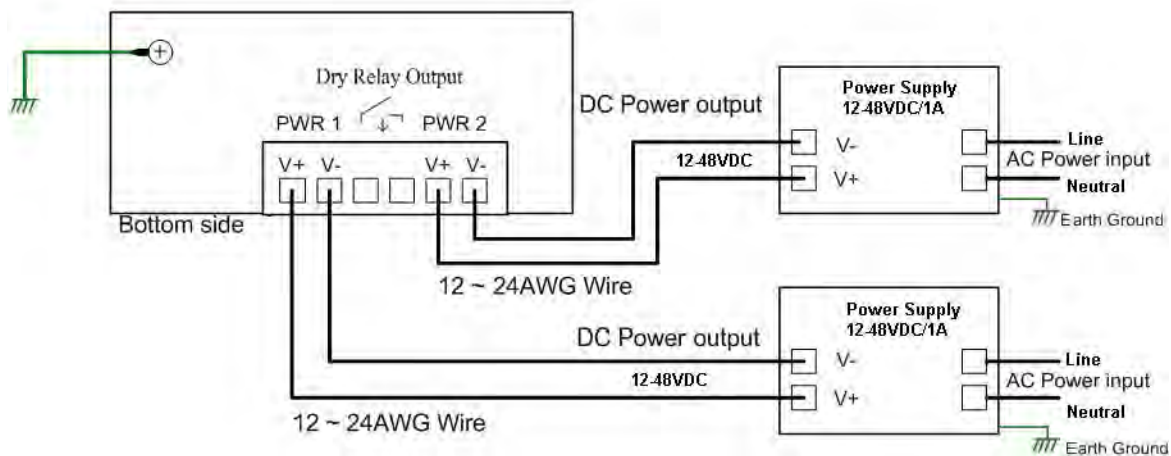 Dry Relay Output
PWR 1
PWR 2
V+ V-
V+ V-
Bottom side
DC Power output
12-48VDC
12 ~ 24AWG Wire
Power Supply
12-48VDC/1A
V-
V+
Line
AC Power input
Neutral
Earth Ground
DC Power output
12-48VDC
12 ~ 24AWG Wire
Power Supply
12-48VDC/1A
V-
V+
Line
AC Power input
Neutral
Earth Ground